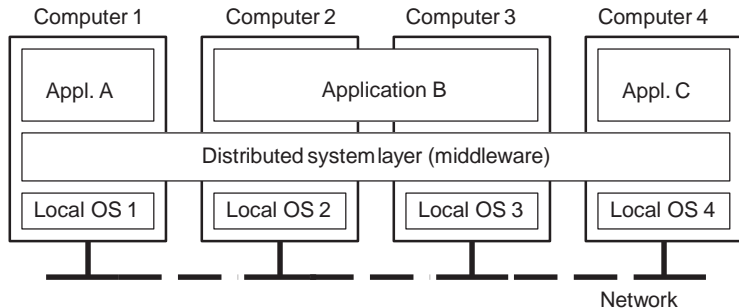 Computer 1 Computer 2 Computer 3 Computer 4
Appl. A Application B Appl. C
Distributed system layer (middleware)
Local OS 1 Local OS 2 Local OS 3 Local OS 4
Network